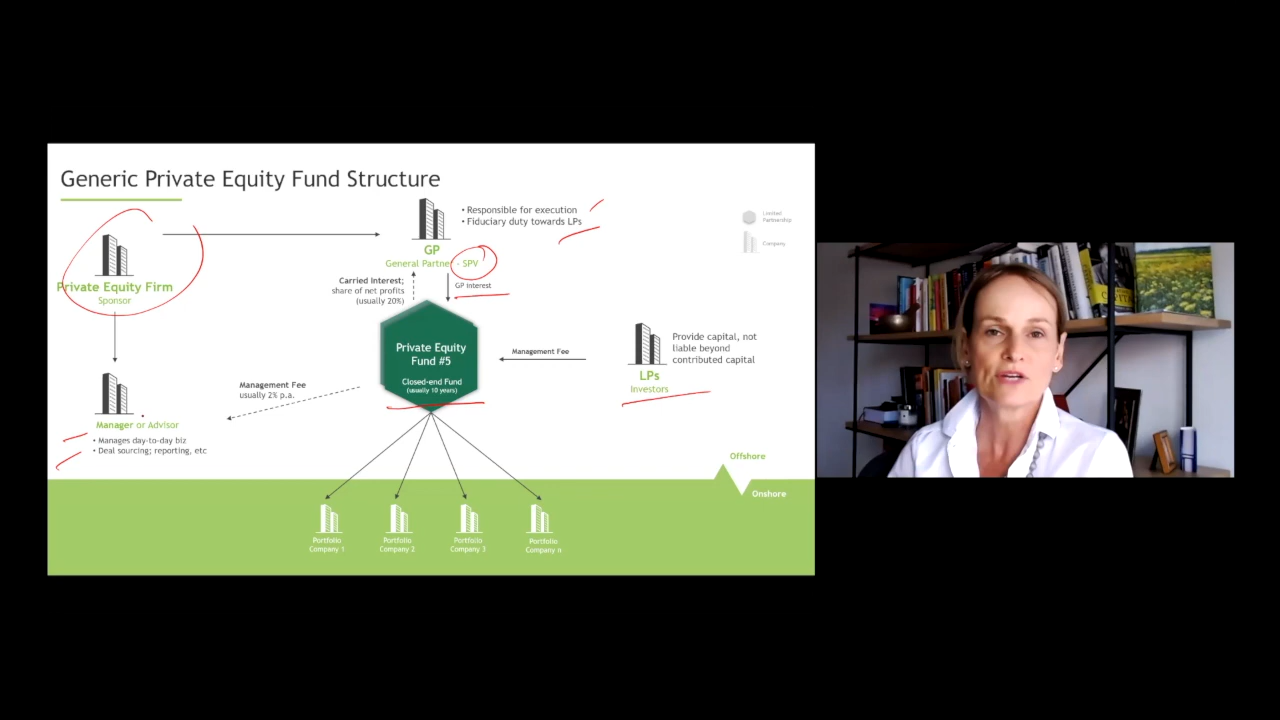 Generic Private Equity Fund Structure
• Responsible for execution
• Fiduciary duty towards LPs
Limited
Partnership
Company
GP
General Partner - SPV
Private Equity Firm
Sponsor
Carried Interest;
share of net profits
(usually 20%)
GP Interest
Private Equity
Fund #5
Closed-end Fund
(usually 10 years)
Management Fee
Provide capital, not
liable beyond
contributed capital
LPs
Investors
Management Fee
usually 2% p.a.
Manager or Advisor
• Manages day-to-day biz
• Deal sourcing; reporting, etc
Offshore
Onshore
Portfolio
Company 1
Portfolio
Company 2
Portfolio
Company 3
Portfolio
Company n